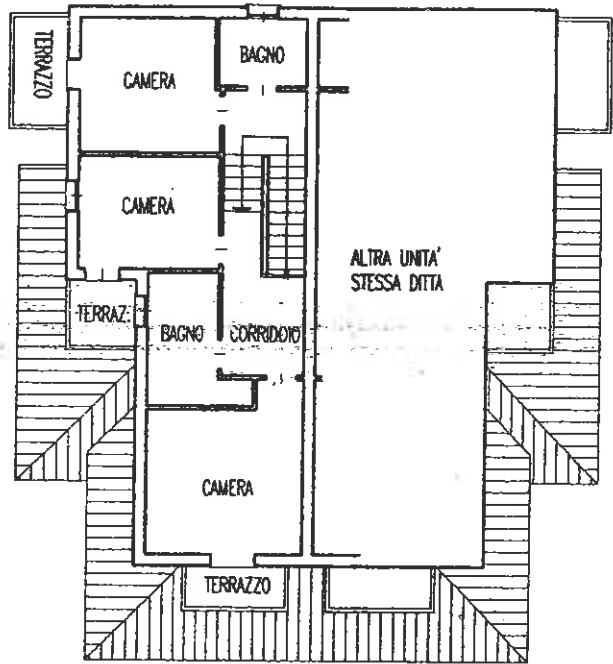 TERRAZZO
CAMERA
BAGNO
CAMERA
ALTRA UNITA'
STESSA DITTA
TERRAZ.
BAGNO
CORRIDOIO
CAMERA
TERRAZZO